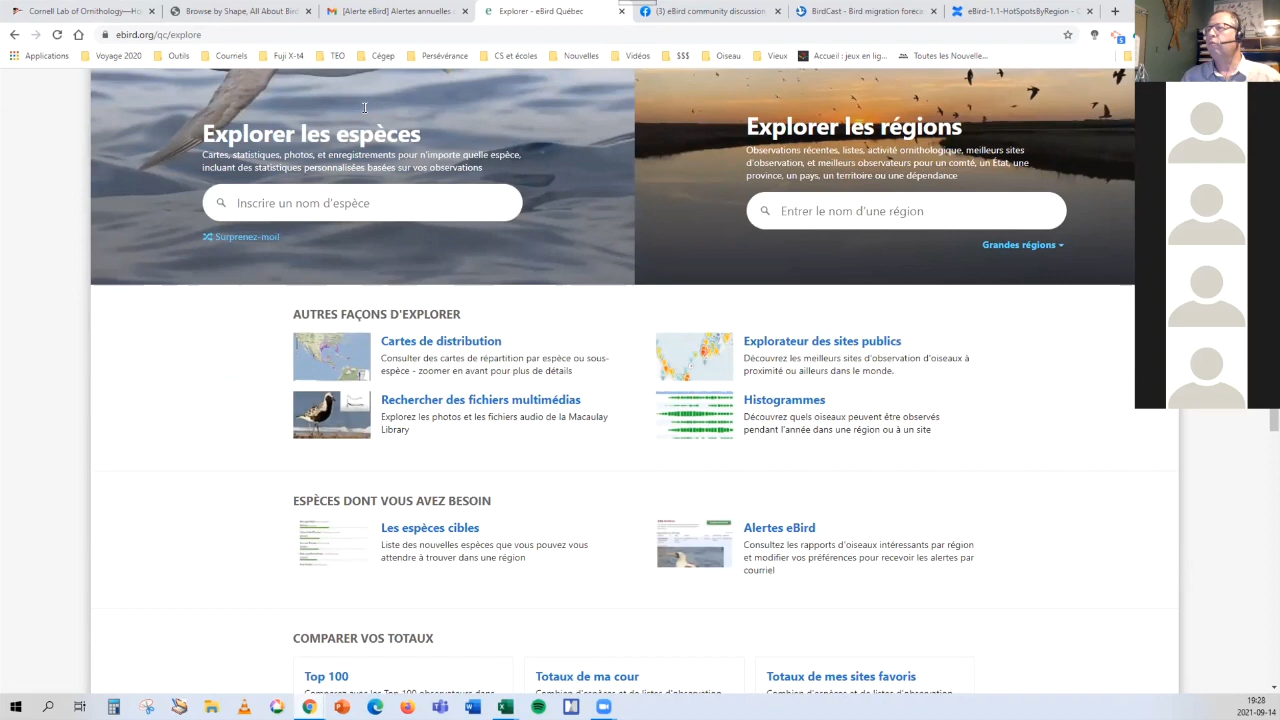 Cornell Lab of Ornithology—Ho
Browse by Shape, All About Bird
[Alerte eBird] Alertes annuelles
Explorer - eBird Québec
(3) eBird community discussion
BirdCast - Bird migration foreca
eBird-1.1-HotSpotsByRegion - C
ebird.org/qc/explore
5
Applications
Voyage 2020
Outils
Courriels
Fuji X-t4
TEO
Cégep
Persévérance
CS et écoles
Nouvelles
Vidéos
$$$
Oiseau
Vieux
Accueil : jeux en lig...
Toutes les Nouvelle...
Explorer les espèces
Cartes, statistiques, photos, et enregistrements pour n'importe quelle espèce,
incluant des statistiques personnalisées basées sur vos observations
Inscrire un nom d'espèce
Surprenez-moi!
Explorer les régions
Observations récentes, listes, activité ornithologique, meilleurs sites
d'observation, et meilleurs observateurs pour un comté, un État, une
province, un pays, un territoire ou une dépendance
Entrer le nom d'une région
Grandes régions
AUTRES FAÇONS D'EXPLORER
Cartes de distribution
Consulter des cartes de répartition par espèce ou sous-
espèce - zoomer en avant pour plus de détails
Explorateur des sites publics
Découvrez les meilleurs sites d'observation d'oiseaux à
proximité ou ailleurs dans le monde.
Rechercher des fichiers multimédias
Explorez les photos et les fichiers audio de la Macaulay
Library
Histogrammes
Découvrez quels oiseaux peuvent être observés
pendant l'année dans une région ou à un site
ESPÈCES DONT VOUS AVEZ BESOIN
Les espèces cibles
Listez des nouvelles espèces que vous pouvez vous
attendre à trouver dans une région
Alertes eBird
Consultez les rapports d'oiseaux intéressants par région
et modifier vos préférences pour recevoir les alertes par
courriel
COMPARER VOS TOTAUX
Top 100
Totaux de ma cour
Totaux de mes sites favoris
19:28
2021-09-14